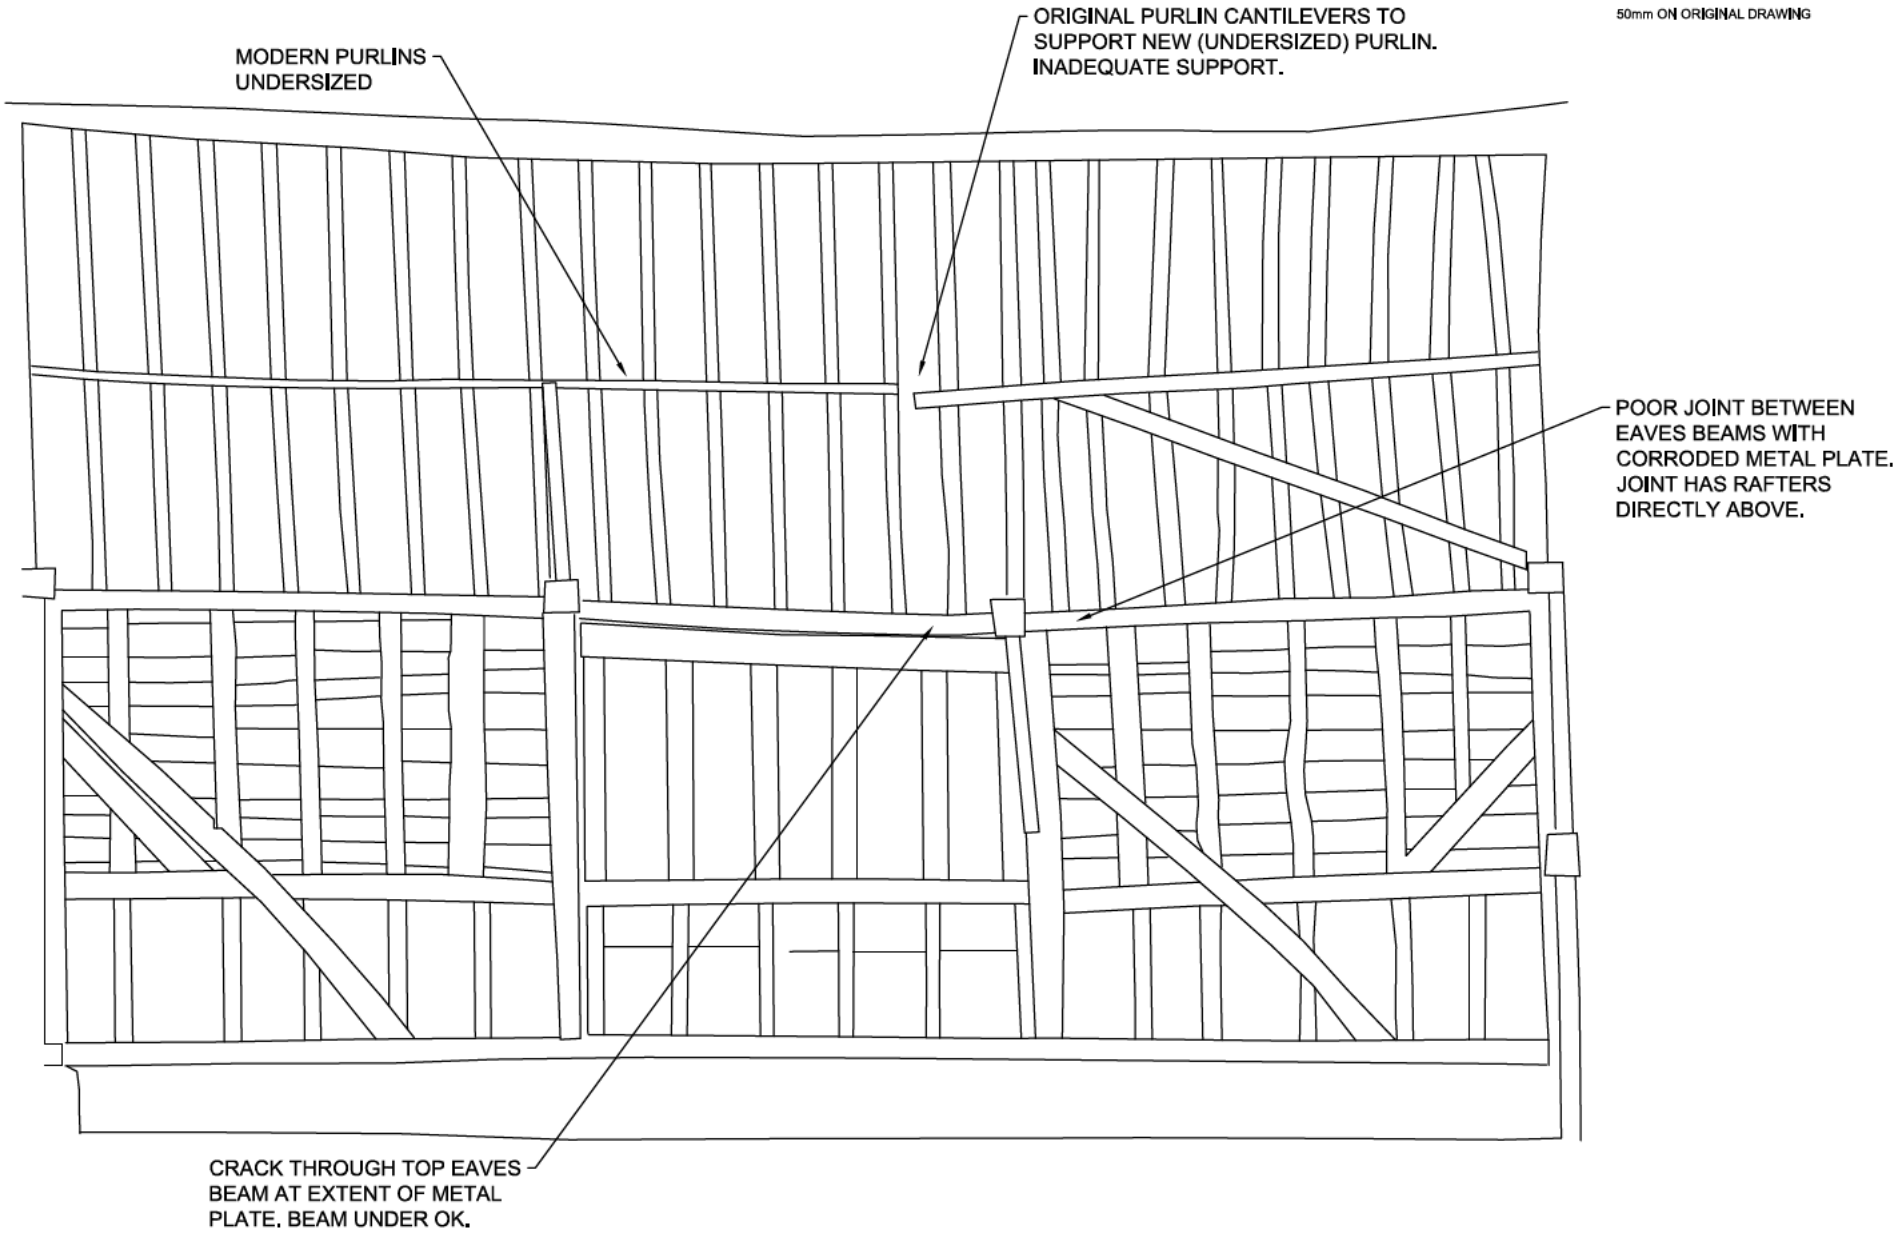 50mm ON ORIGINAL DRAWING
ORIGINAL PURLIN CANTILEVERS TO
SUPPORT NEW (UNDERSIZED) PURLIN.
INADEQUATE SUPPORT.
MODERN PURLINS
UNDERSIZED
POOR JOINT BETWEEN
EAVES BEAMS WITH
CORRODED METAL PLATE.
JOINT HAS RAFTERS
DIRECTLY ABOVE.
CRACK THROUGH TOP EAVES
BEAM AT EXTENT OF METAL
PLATE. BEAM UNDER OK.